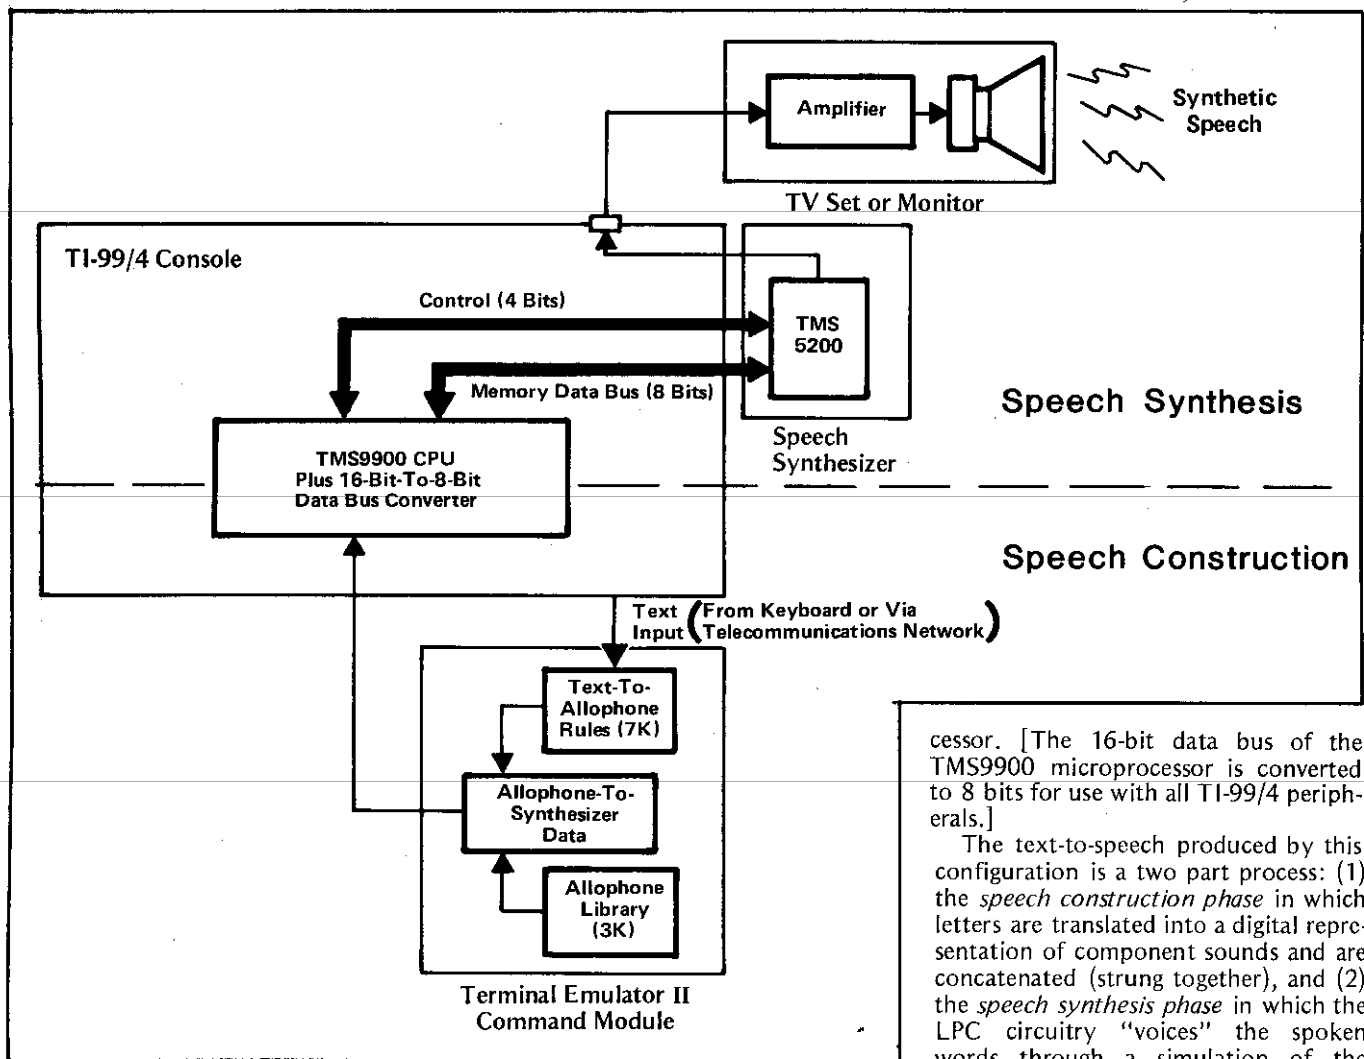 Amplifier
Synthetic
Speech
TV Set or Monitor
TI-99/4 Console
Control (4 Bits)
TMS
5200
Memory Data Bus (8 Bits)
Speech Synthesis
Speech
Synthesizer
TMS9900 CPU
Plus 16-Bit-To-8-Bit
Data Bus Converter
Speech Construction
Text (From Keyboard or Via
Input Telecommunications Network)
Text-To-
Allophone
Rules (7K)
Allophone-To-
Synthesizer
Data
Allophone
Library
(3K)
Terminal Emulator II
Command Module
cessor. [The 16-bit data bus of the
TMS9900 microprocessor is converted
to 8 bits for use with all TI-99/4 periph-
erals.]
The text-to-speech produced by this
configuration is a two part process: (1)
the speech construction phase in which
letters are translated into a digital repre-
sentation of component sounds and are
concatenated (strung together), and (2)
the speech synthesis phase in which the
LPC circuitry "voices" the spoken
words through a simulation of the